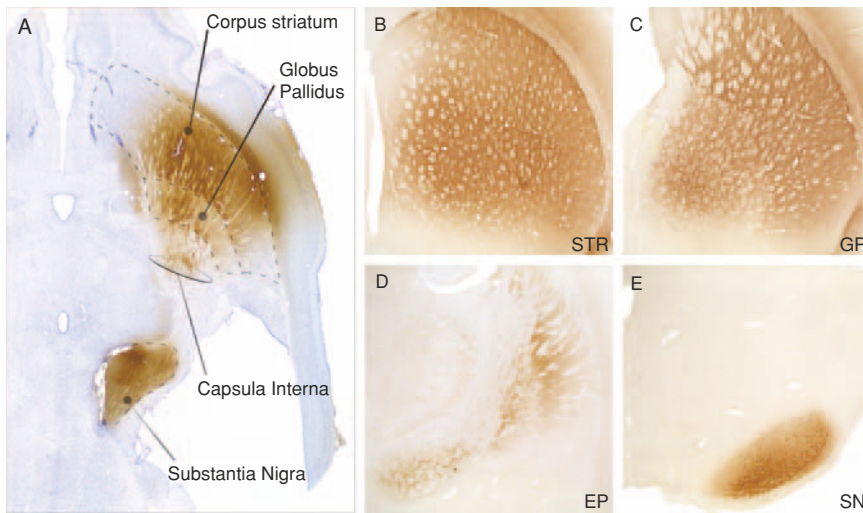 A
Corpus striatum
Globus
Pallidus
Capsula Interna
Substantia Nigra
B
STR
C
GP
D
EP
E
SN